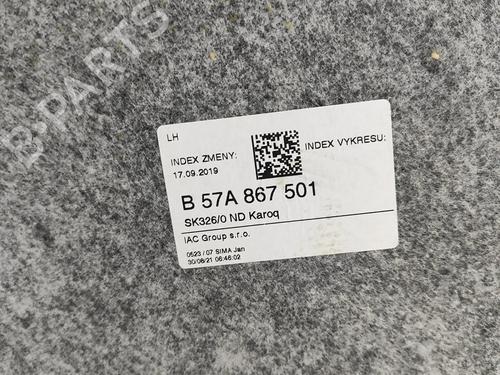 B-PARTS
LH
INDEX ZMENY: INDEX VYKRESU:
17.09.2019
B 57A 867 501
SK326/0 ND Karoq
IAC Group s.r.o.
0523 / 07 SIMA Jan
30/08/21 06:46:02